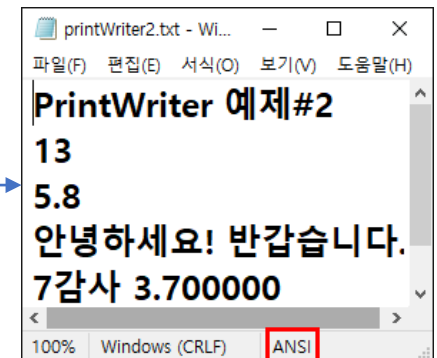 printWriter2.txt - Wi...
파일(F) 편집(E) 서식(O) 보기(V) 도움말(H)
PrintWriter 예제#2
13
5.8
안녕하세요! 반갑습니다.
7감사 3.700000
100% Windows (CRLF) ANSI